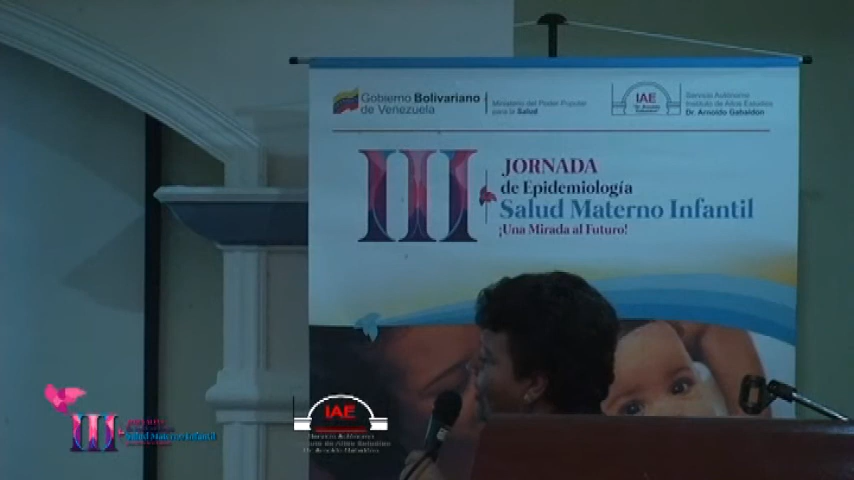 Gobierno Bolivariano
de Venezuela
Ministerio del Poder Popular
para la Salud
IAE
Servicio Autónomo
Instituto de Altos Estudios
Dr. Arnoldo Gabaldon
III
JORNADA
de Epidemiología
Salud Materno Infantil
¡Una Mirada al Futuro!
III
Salud Materno Infantil
IAE